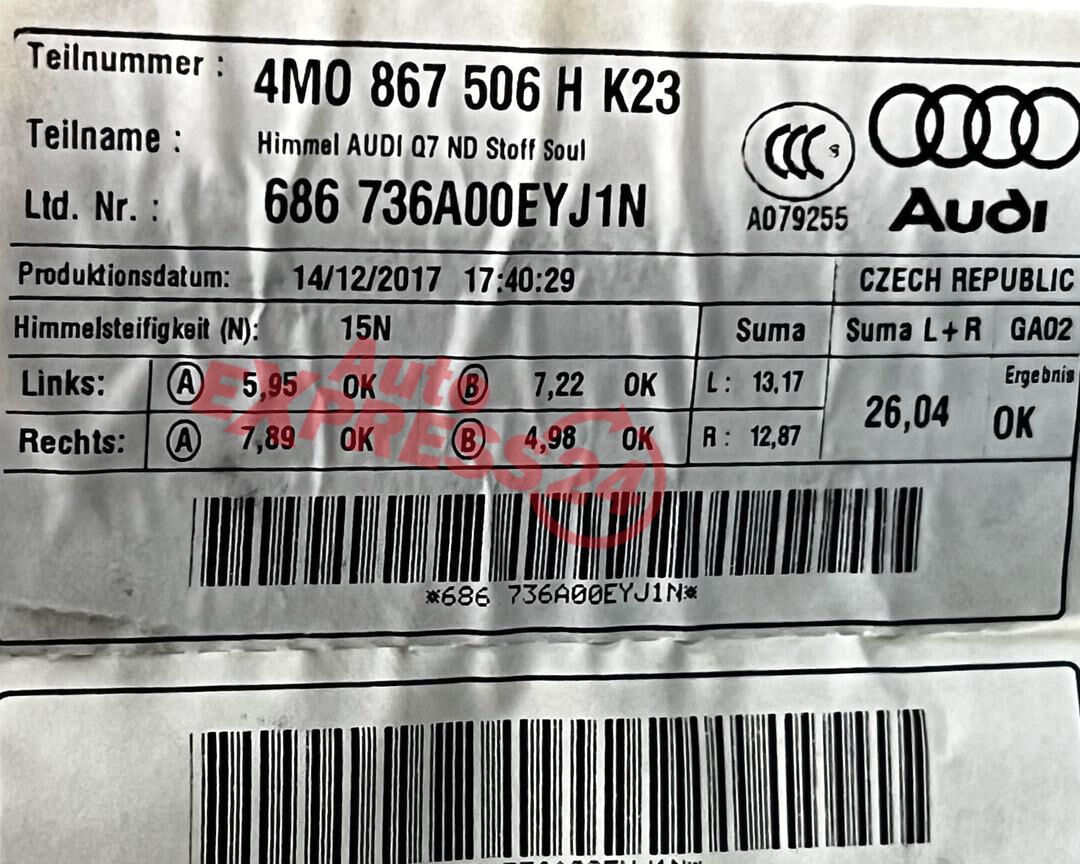 Teilnummer : 4M0 867 506 H K23
Teilname : Himmel AUDI Q7 ND Stoff Soul
Ltd. Nr. : 686 736A00EYJ1N
CCC S
A079255
Audi
Produktionsdatum: 14/12/2017 17:40:29 CZECH REPUBLIC
Himmelsteifigkeit (N): 15N Suma Suma L+R GA02
Links: A 5,95 OK B 7,22 OK L: 13,17 Ergebnis
Rechts: A 7,89 OK B 4,98 OK R: 12,87 26,04 OK
Auto
EXPRESS24
*686 736A00EYJ1N*